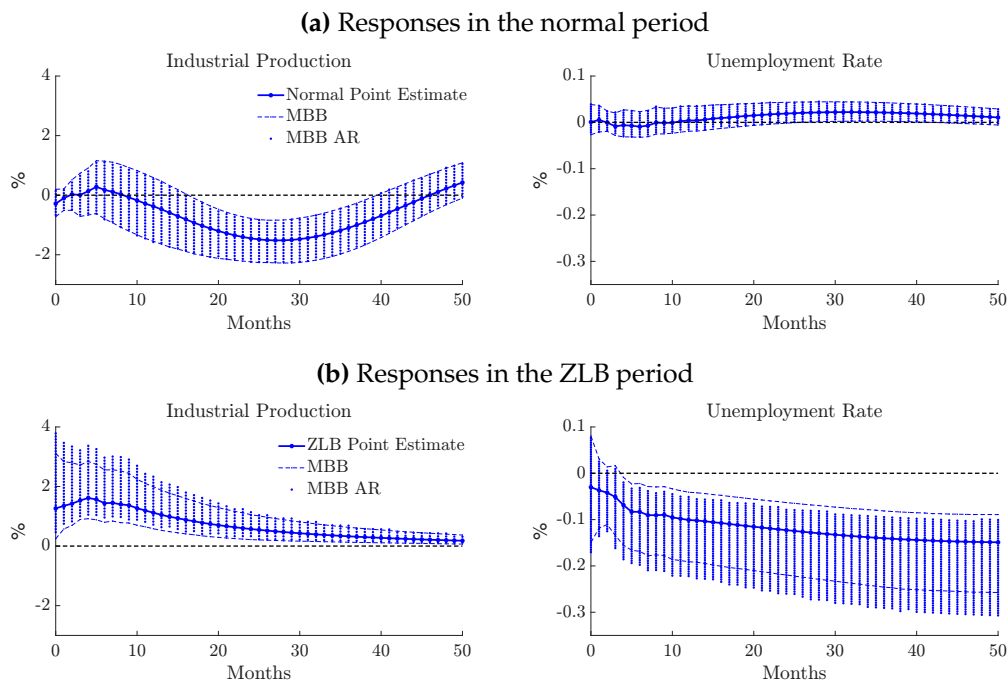 (a) Responses in the normal period
Industrial Production
4
2
0
-2
%
0 10 20 30 40 50
Months
Normal Point Estimate
MBB
MBB AR
Unemployment Rate
0.1
0
-0.1
-0.2
-0.3
%
0 10 20 30 40 50
Months
(b) Responses in the ZLB period
Industrial Production
4
2
0
-2
%
0 10 20 30 40 50
Months
ZLB Point Estimate
MBB
MBB AR
Unemployment Rate
0.1
0
-0.1
-0.2
-0.3
%
0 10 20 30 40 50
Months